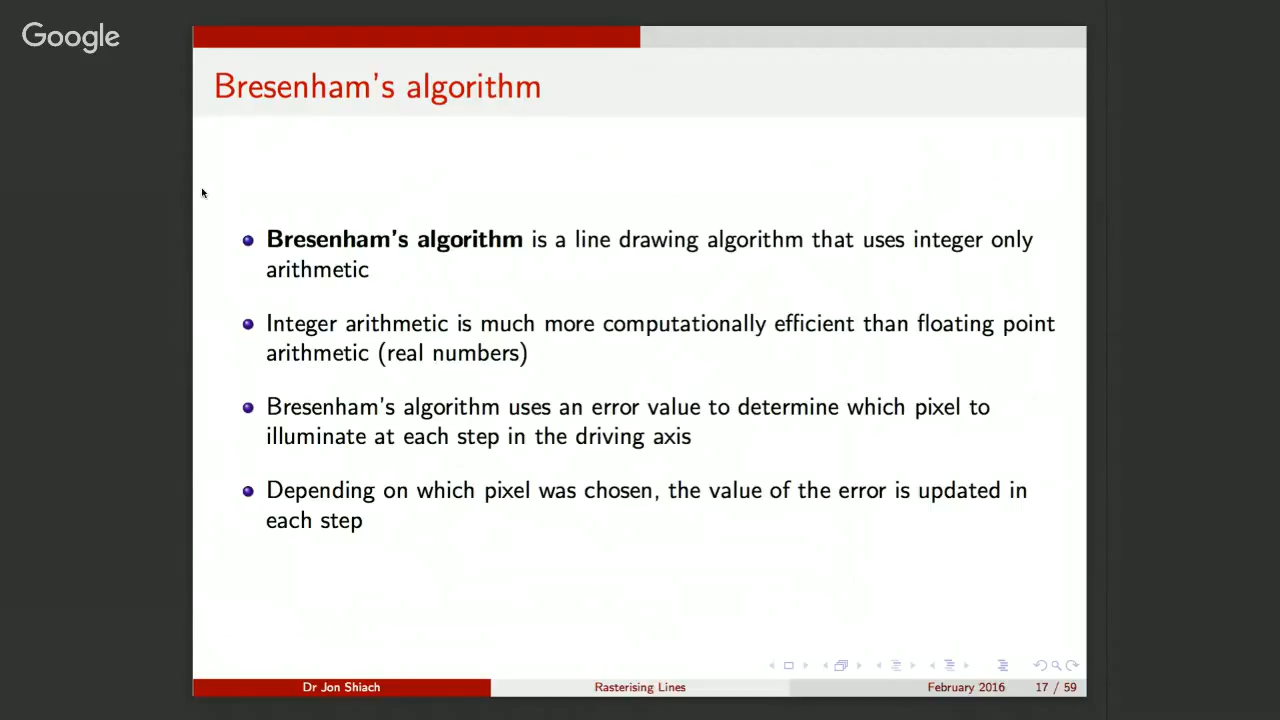 Google
Bresenham's algorithm
Bresenham's algorithm is a line drawing algorithm that uses integer only
arithmetic
Integer arithmetic is much more computationally efficient than floating point
arithmetic (real numbers)
Bresenham's algorithm uses an error value to determine which pixel to
illuminate at each step in the driving axis
Depending on which pixel was chosen, the value of the error is updated in
each step
Dr Jon Shiach Rasterising Lines February 2016 17 / 59